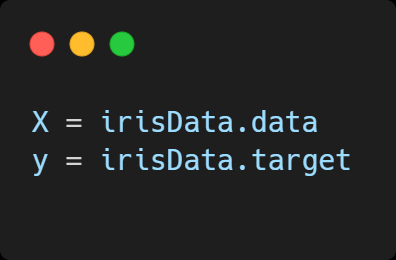 X = irisData.data
y = irisData.target